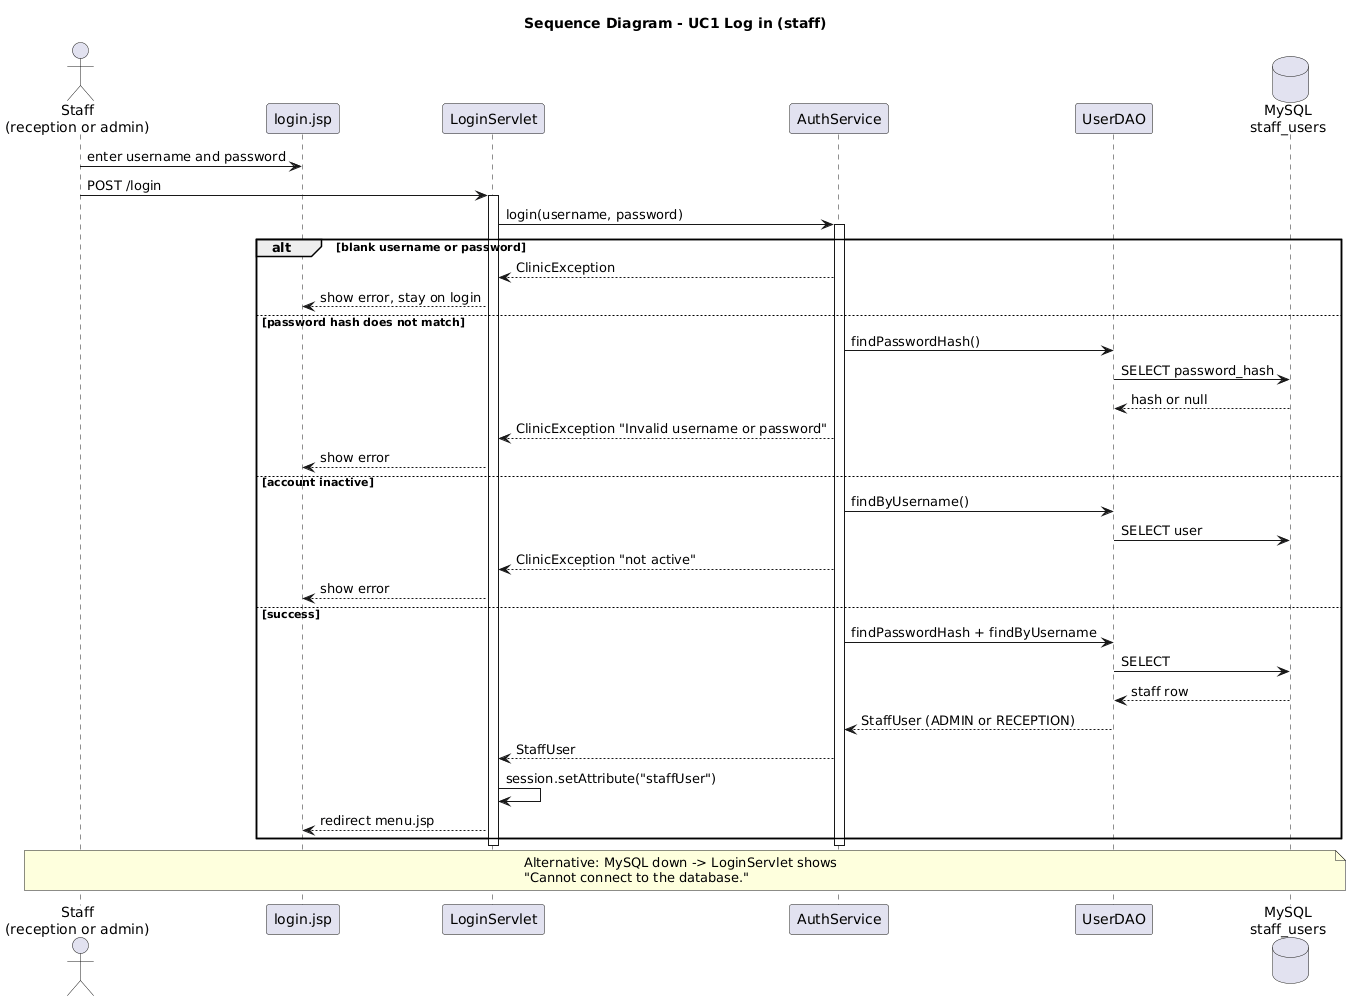 Sequence Diagram - UC1 Log in (staff)
Staff
(reception or admin)
login.jsp
LoginServlet
AuthService
UserDAO
MySQL
staff_users
enter username and password
POST /login
login(username, password)
alt
[blank username or password]
ClinicException
show error, stay on login
[password hash does not match]
findPasswordHash()
SELECT password_hash
hash or null
ClinicException "Invalid username or password"
show error
[account inactive]
findByUsername()
SELECT user
ClinicException "not active"
show error
[success]
findPasswordHash + findByUsername
SELECT
staff row
StaffUser (ADMIN or RECEPTION)
StaffUser
session.setAttribute("staffUser")
redirect menu.jsp
Alternative: MySQL down -> LoginServlet shows
"Cannot connect to the database."
Staff
(reception or admin)
login.jsp
LoginServlet
AuthService
UserDAO
MySQL
staff_users